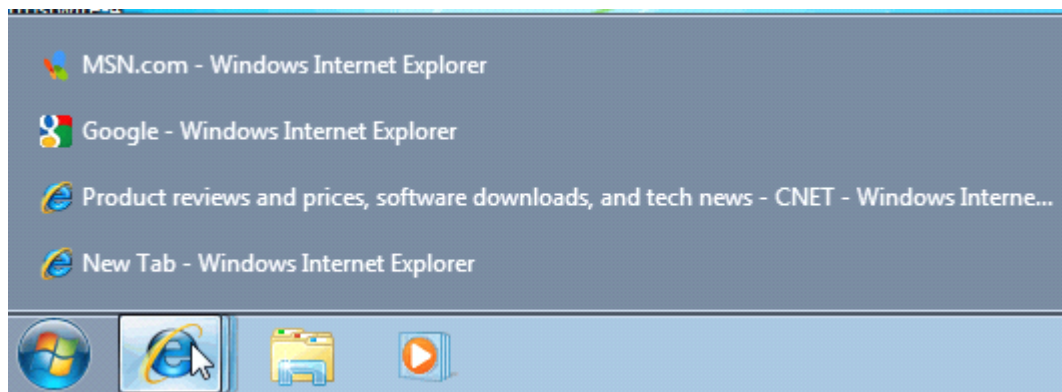 MSN.com - Windows Internet Explorer
Google - Windows Internet Explorer
Product reviews and prices, software downloads, and tech news - CNET - Windows Interne...
New Tab - Windows Internet Explorer